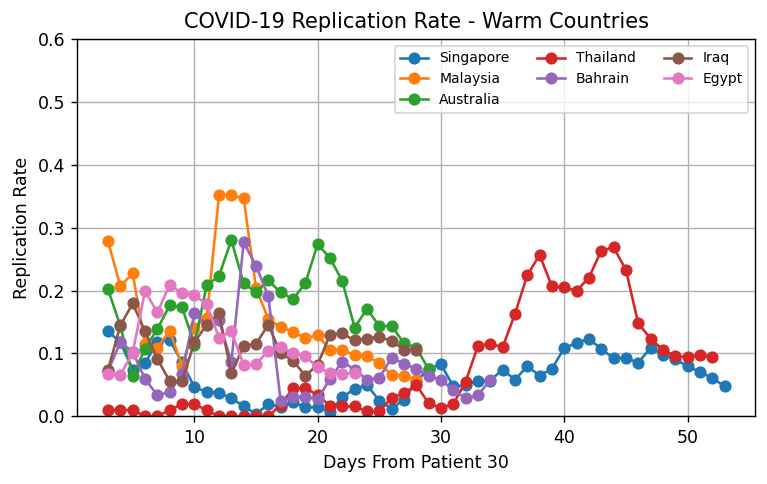 COVID-19 Replication Rate - Warm Countries
0.6
0.5
0.4
0.3
0.2
0.1
0.0
Replication Rate
Singapore
Malaysia
Australia
Thailand
Bahrain
Iraq
Egypt
10
20
30
40
50
Days From Patient 30